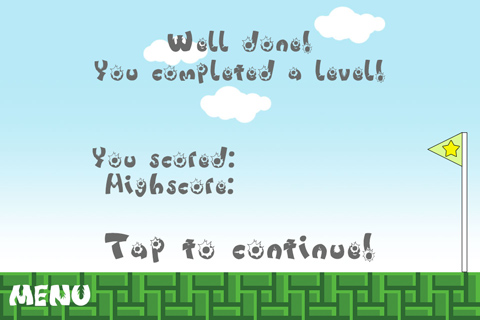 Well done!
You completed a level!
You scored:
Highscore:
Tap to continue!
MENU